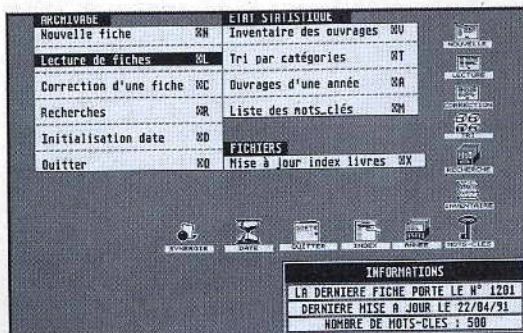 ARCHIVAGE
Nouvelle fiche ⌘N
Lecture de fiches ⌘L
Correction d'une fiche ⌘C
Recherches ⌘R
Initialisation date ⌘D
Quitter ⌘Q
ETAT STATISTIQUE
Inventaire des ouvrages ⌘V
Tri par catégories ⌘T
Ouvrages d'une année ⌘A
Liste des mots_clés ⌘M
FICHIERS
Mise à jour index livres ⌘X
NOUVELLE
LECTURE
CORRECTION
TRI
RECHERCHE
INVENTAIRE
SYNERGIE
DATE
QUITTER
INDEX
ANNEE
MOTS-CLES
INFORMATIONS
LA DERNIERE FICHE PORTE LE N° 1201
DERNIERE MISE A JOUR LE 22/04/91
NOMBRE DE MOTS-CLES : 500